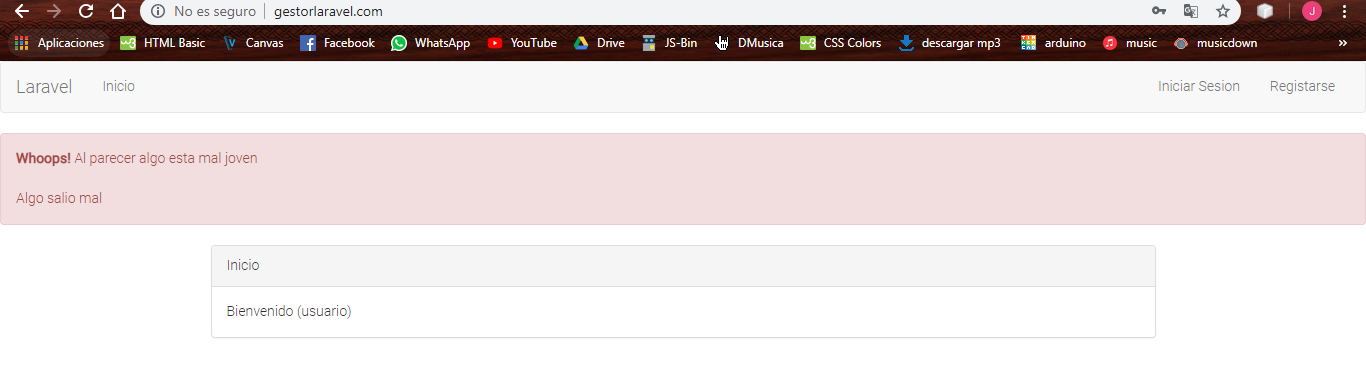 No es seguro | gestorlaravel.com J
Aplicaciones HTML Basic Canvas Facebook WhatsApp YouTube Drive JS-Bin DMusica CSS Colors descargar mp3 arduino music musicdown »
Laravel Inicio Iniciar Sesion Registarse
Whoops! Al parecer algo esta mal joven
Algo salio mal
Inicio
Bienvenido (usuario)